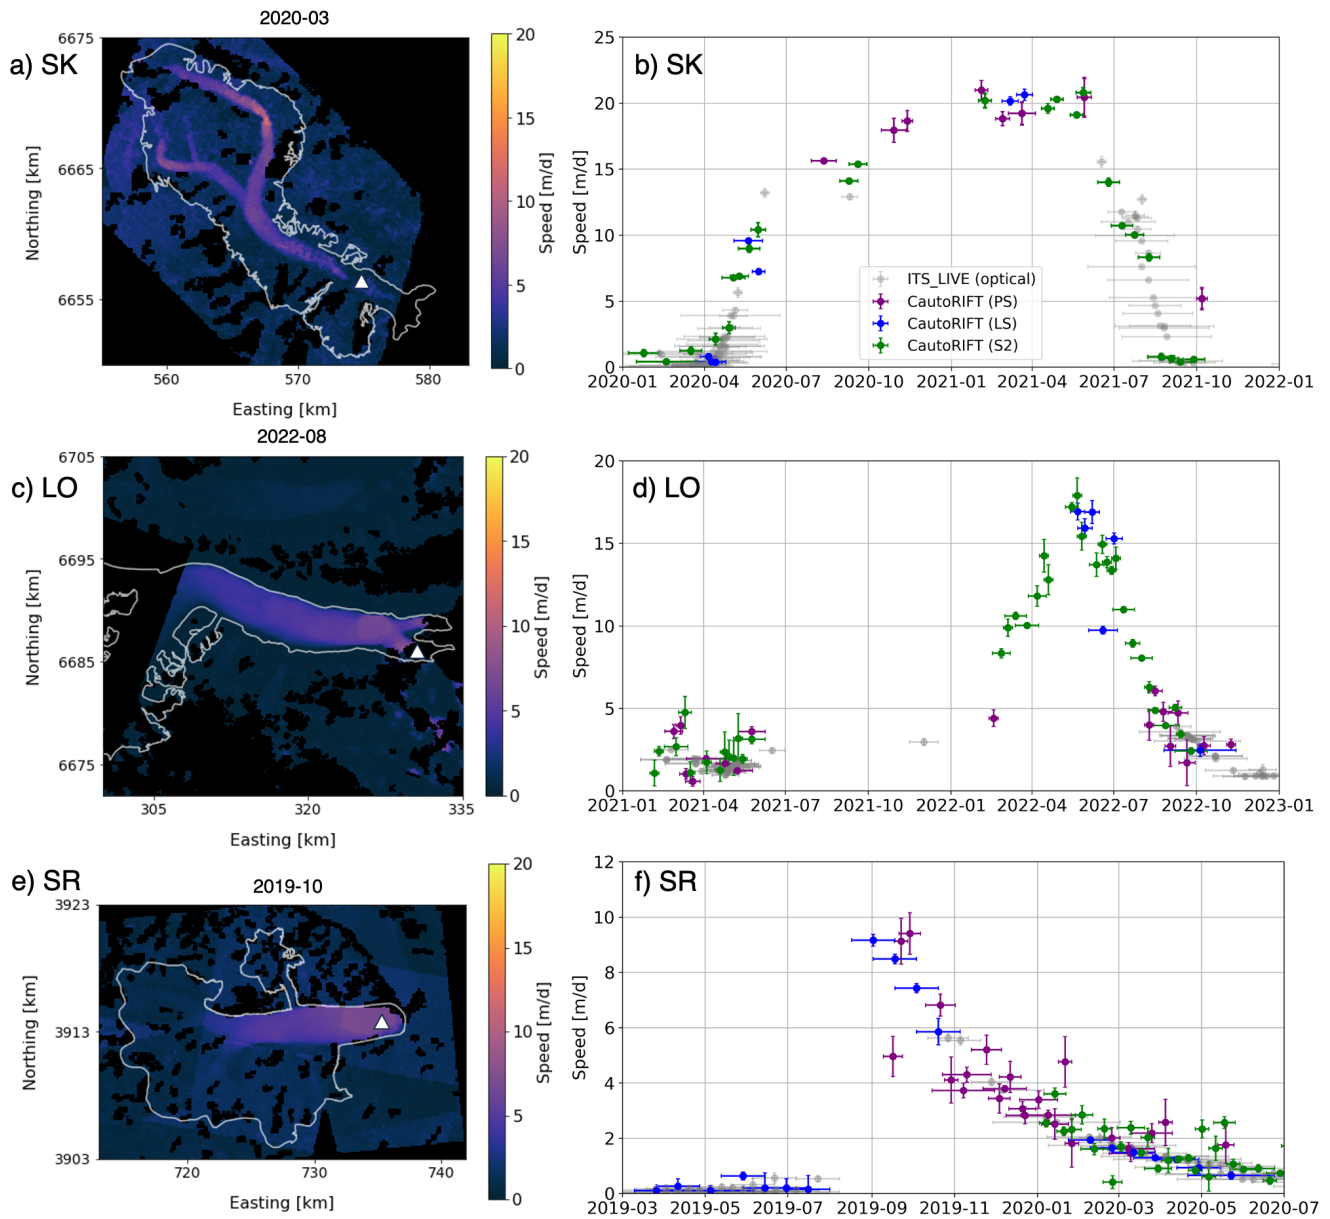 2020-03
a) SK
6675
6665
6655
Northing [km]
560
570
580
Easting [km]
20
15
10
5
0
Speed [m/d]
b) SK
25
20
15
10
5
0
Speed [m/d]
ITS_LIVE (optical)
CautoRIFT (PS)
CautoRIFT (LS)
CautoRIFT (S2)
2020-01 2020-04 2020-07 2020-10 2021-01 2021-04 2021-07 2021-10 2022-01
2022-08
c) LO
6705
6695
6685
6675
Northing [km]
305
320
335
Easting [km]
20
15
10
5
0
Speed [m/d]
d) LO
20
15
10
5
0
Speed [m/d]
2021-01 2021-04 2021-07 2021-10 2022-01 2022-04 2022-07 2022-10 2023-01
2019-10
e) SR
3923
3913
3903
Northing [km]
720
730
740
Easting [km]
20
15
10
5
0
Speed [m/d]
f) SR
12
10
8
6
4
2
0
Speed [m/d]
2019-03 2019-05 2019-07 2019-09 2019-11 2020-01 2020-03 2020-05 2020-07